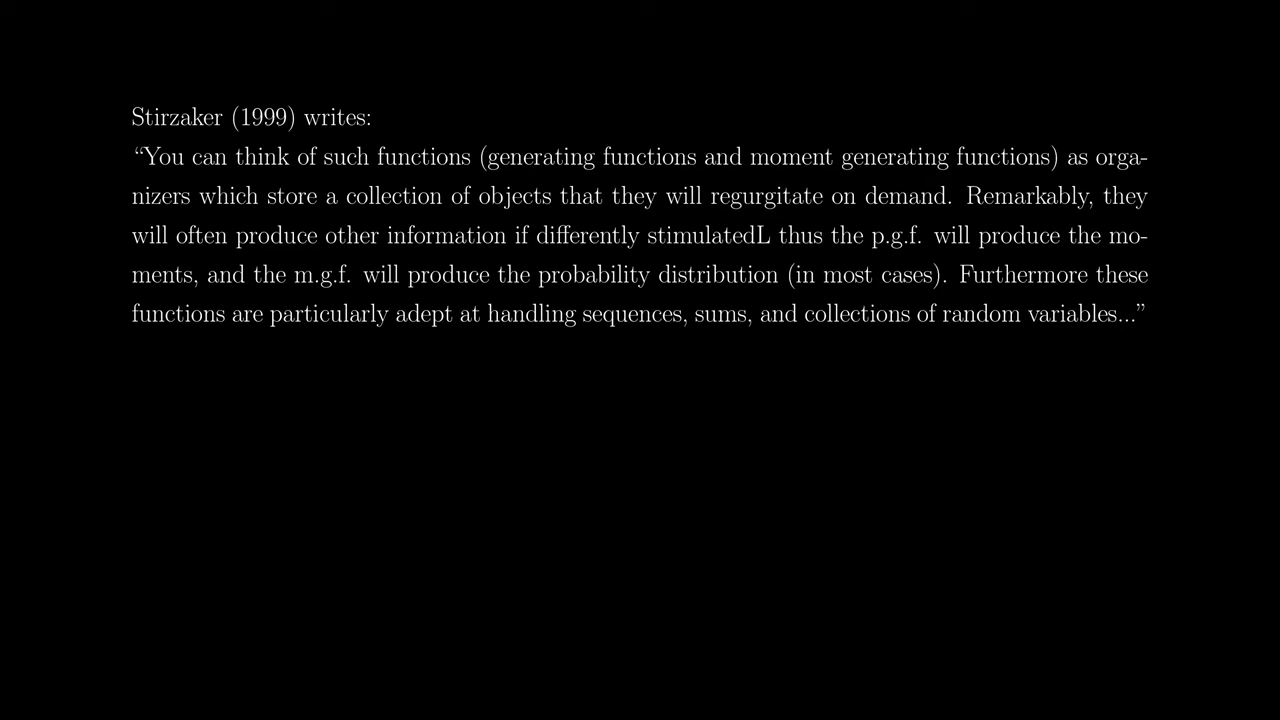 Stirzaker (1999) writes:
“You can think of such functions (generating functions and moment generating functions) as orga-
nizers which store a collection of objects that they will regurgitate on demand. Remarkably, they
will often produce other information if differently stimulatedL thus the p.g.f. will produce the mo-
ments, and the m.g.f. will produce the probability distribution (in most cases). Furthermore these
functions are particularly adept at handling sequences, sums, and collections of random variables...”